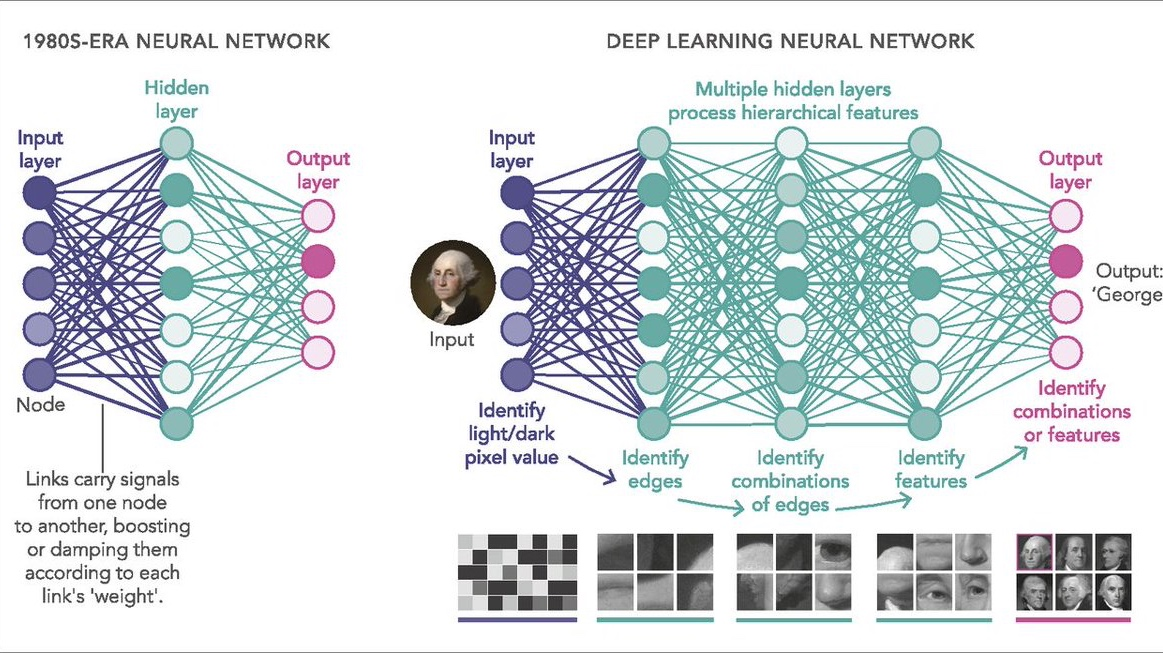 1980S-ERA NEURAL NETWORK
Hidden
layer
Input
layer
Output
layer
Node
Links carry signals
from one node
to another, boosting
or damping them
according to each
link's 'weight'.
DEEP LEARNING NEURAL NETWORK
Multiple hidden layers
process hierarchical features
Input
layer
Output
layer
Input
Output:
‘George
Identify
light/dark
pixel value
Identify
edges
Identify
combinations
of edges
Identify
features
Identify
combinations
or features